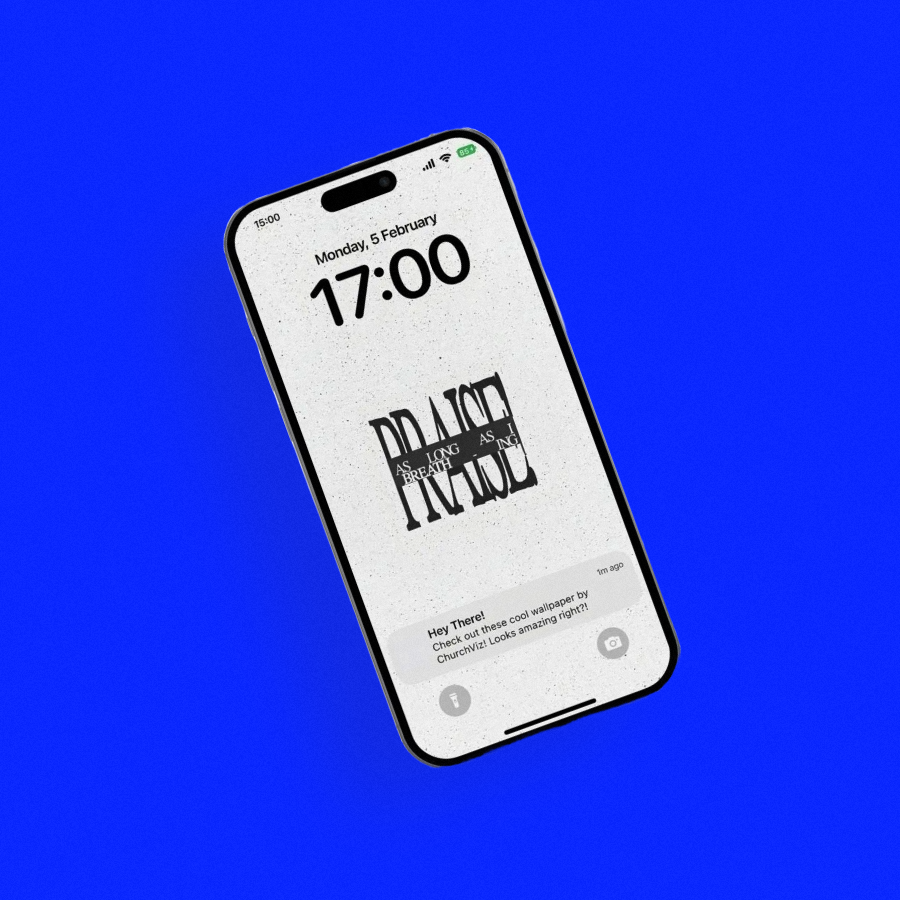 15:00
85
Monday, 5 February
17:00
PRAISE
AS LONG AS I
BREATH ING
1m ago
Hey There!
Check out these cool wallpaper by
ChurchViz! Looks amazing right?!